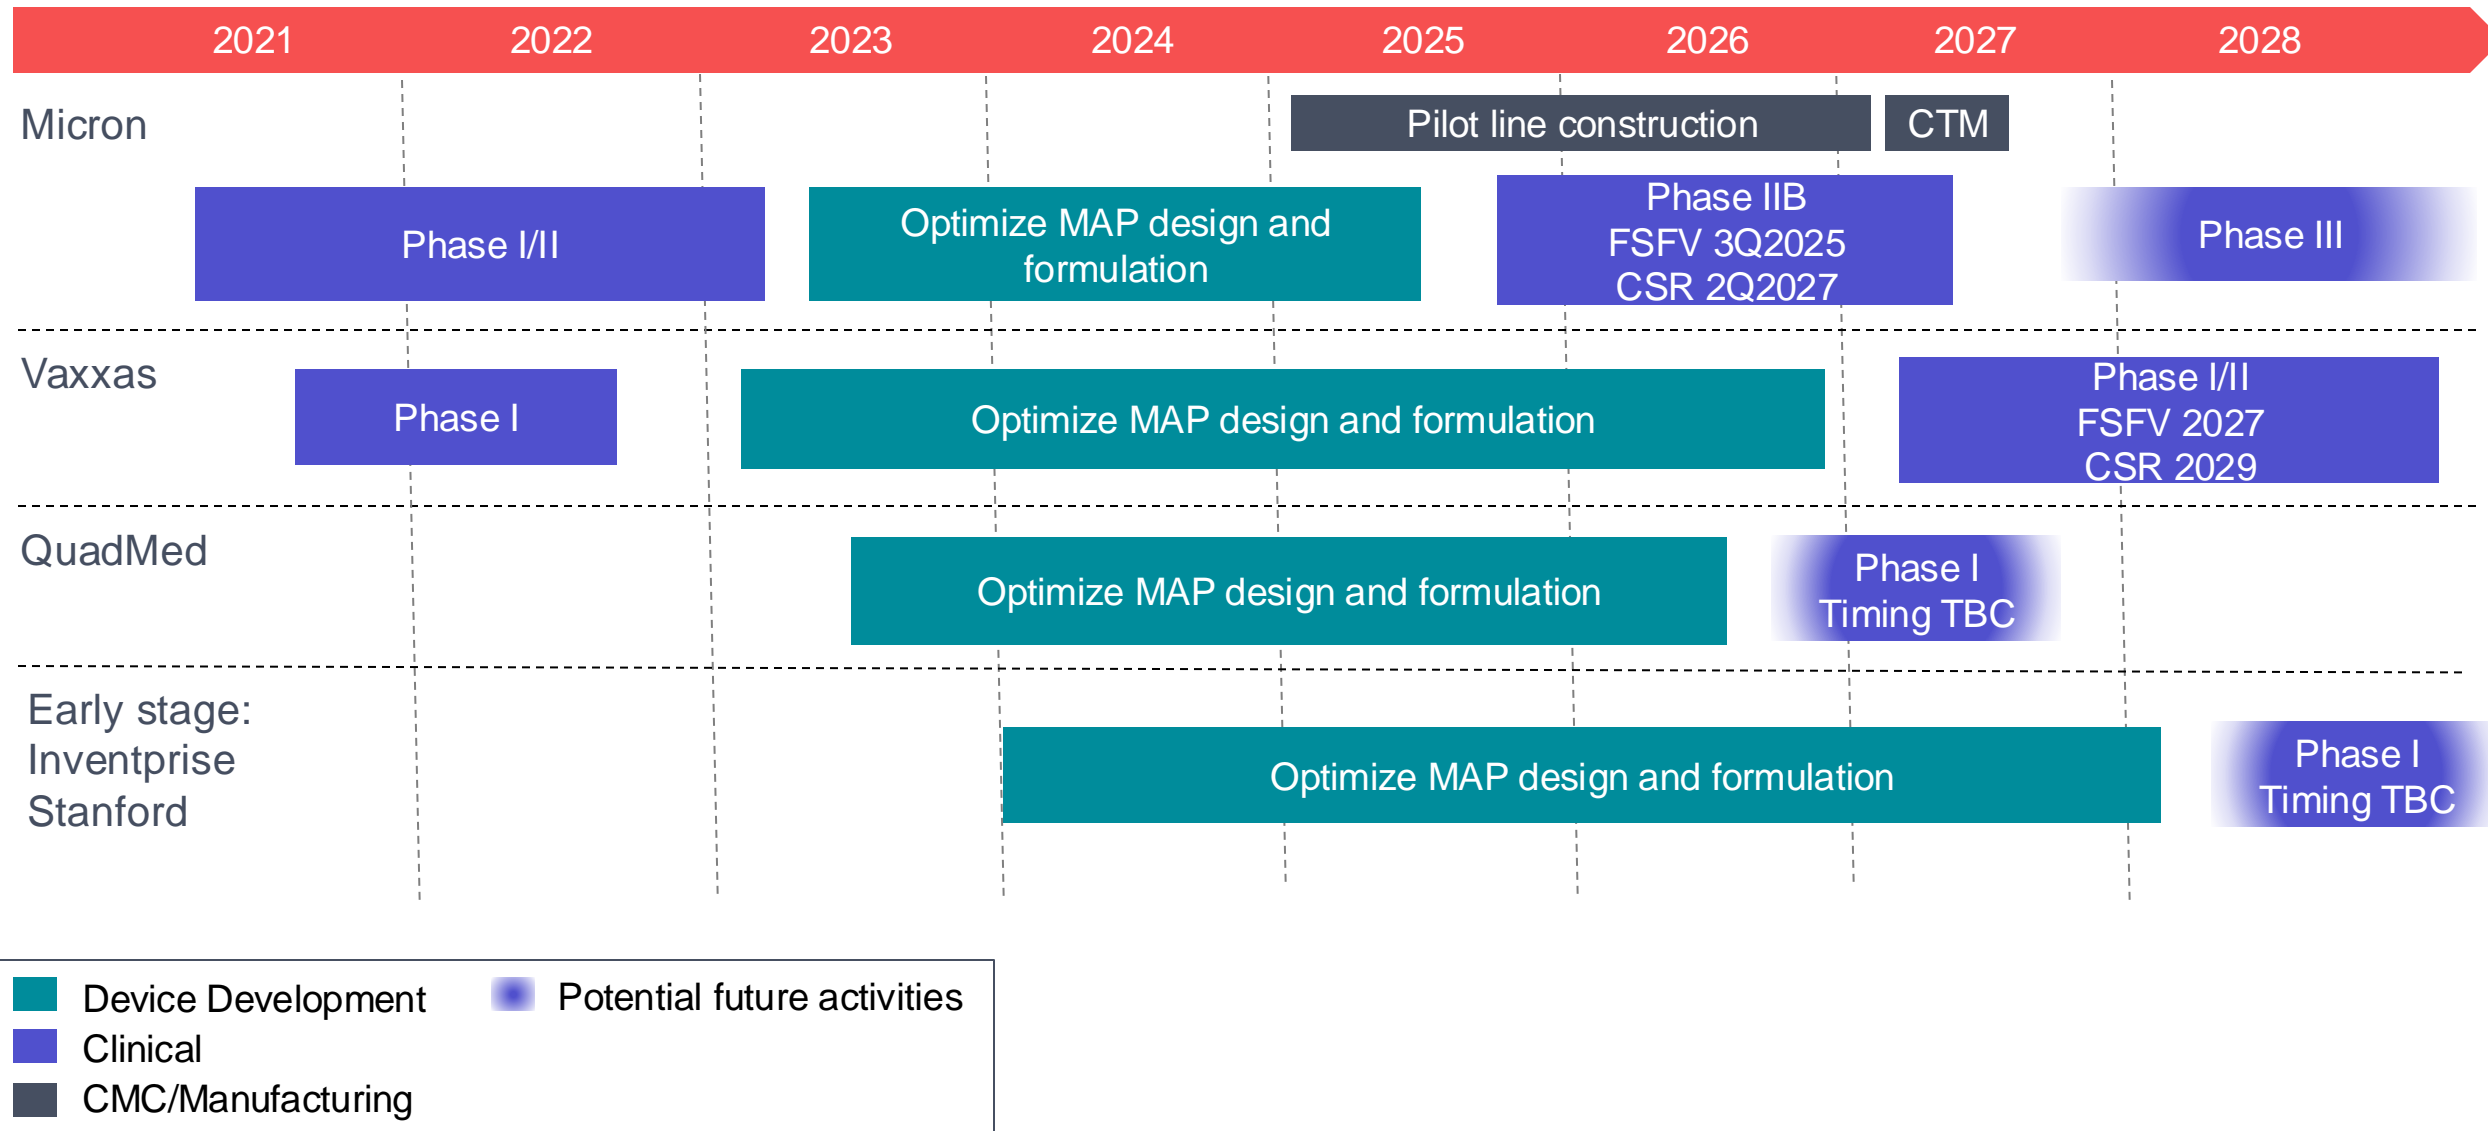 2021 2022 2023 2024 2025 2026 2027 2028
Micron
Pilot line construction
CTM
Phase I/II
Optimize MAP design and
formulation
Phase IIB
FSFV 3Q2025
CSR 2Q2027
Phase III
Vaxxas
Phase I
Optimize MAP design and formulation
Phase I/II
FSFV 2027
CSR 2029
QuadMed
Optimize MAP design and formulation
Phase I
Timing TBC
Early stage:
Inventprise
Stanford
Optimize MAP design and formulation
Phase I
Timing TBC
Device Development
Potential future activities
Clinical
CMC/Manufacturing